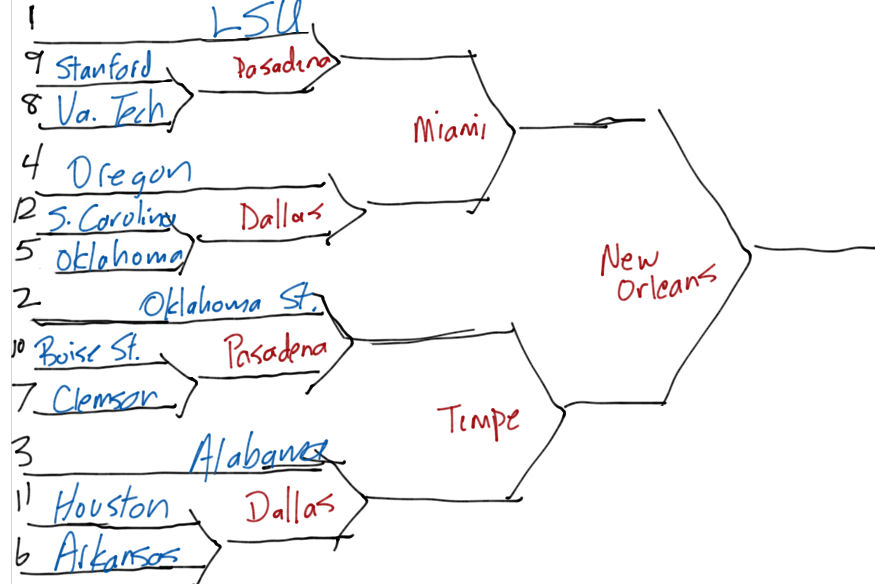 1 LSU
9 Stanford Pasadena
8 Va. Tech
Miami
4 Oregon
12 S. Carolina Dallas
5 Oklahoma
New
Orleans
2 Oklahoma St.
10 Boise St. Pasadena
7 Clemson
Tempe
3 Alabama
11 Houston Dallas
6 Arkansas